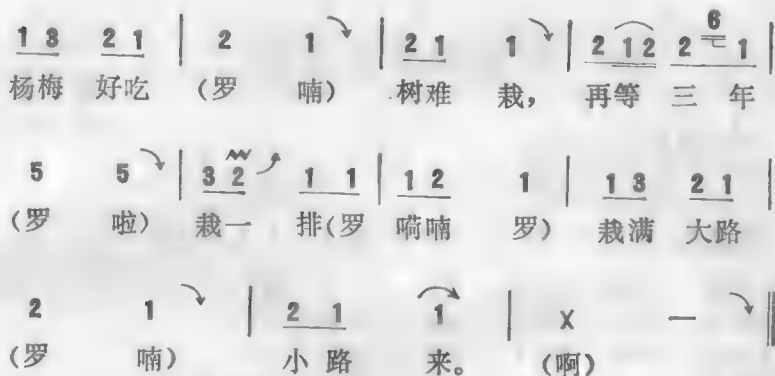 1 3 2 1 | 2 1 | 2 1 1 | 2 1 2 2 6 1 |
杨梅 好吃 (罗 喃) 树难 栽， 再等 三 年
5 5 | 3 2 1 1 | 1 2 1 | 1 3 2 1 |
(罗 啦) 栽一 排(罗 嗬喃 罗) 栽满 大路
2 1 | 2 1 1 | X — ‖
(罗 喃) 小 路 来。 (啊)